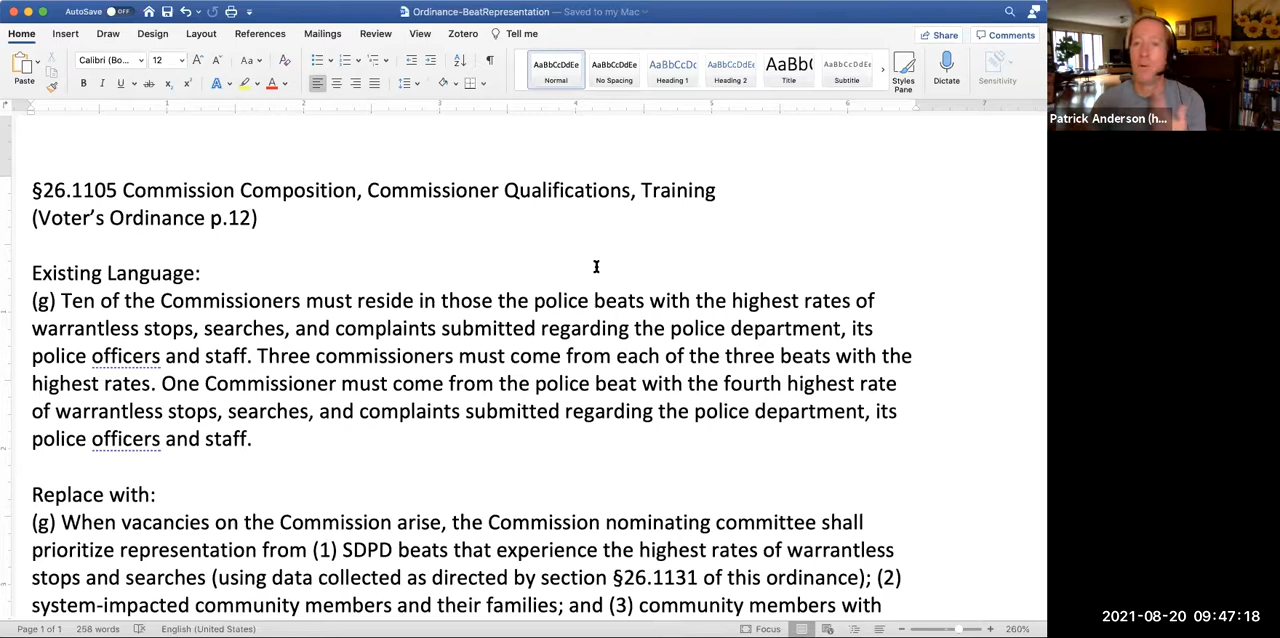 AutoSave OFF Ordinance-BeatRepresentation — Saved to my Mac
Home Insert Draw Design Layout References Mailings Review View Zotero Tell me Share Comments
Paste Calibri (Bo... 12 A A Aa A
B I U ab x A A
AaBbCcDdEe AaBbCcDdEe AaBbCcDc AaBbCcDdEe AaBb( AaBbCcDdEe
Normal No Spacing Heading 1 Heading 2 Title Subtitle Styles Pane Dictate Sensitivity
1 2 3 4 5 6 7
Patrick Anderson (h...
§26.1105 Commission Composition, Commissioner Qualifications, Training
(Voter’s Ordinance p.12)
Existing Language:
(g) Ten of the Commissioners must reside in those the police beats with the highest rates of
warrantless stops, searches, and complaints submitted regarding the police department, its
police officers and staff. Three commissioners must come from each of the three beats with the
highest rates. One Commissioner must come from the police beat with the fourth highest rate
of warrantless stops, searches, and complaints submitted regarding the police department, its
police officers and staff.
Replace with:
(g) When vacancies on the Commission arise, the Commission nominating committee shall
prioritize representation from (1) SDPD beats that experience the highest rates of warrantless
stops and searches (using data collected as directed by section §26.1131 of this ordinance); (2)
system-impacted community members and their families; and (3) community members with
2021-08-20 09:47:18
Page 1 of 1 258 words English (United States) Focus 260%